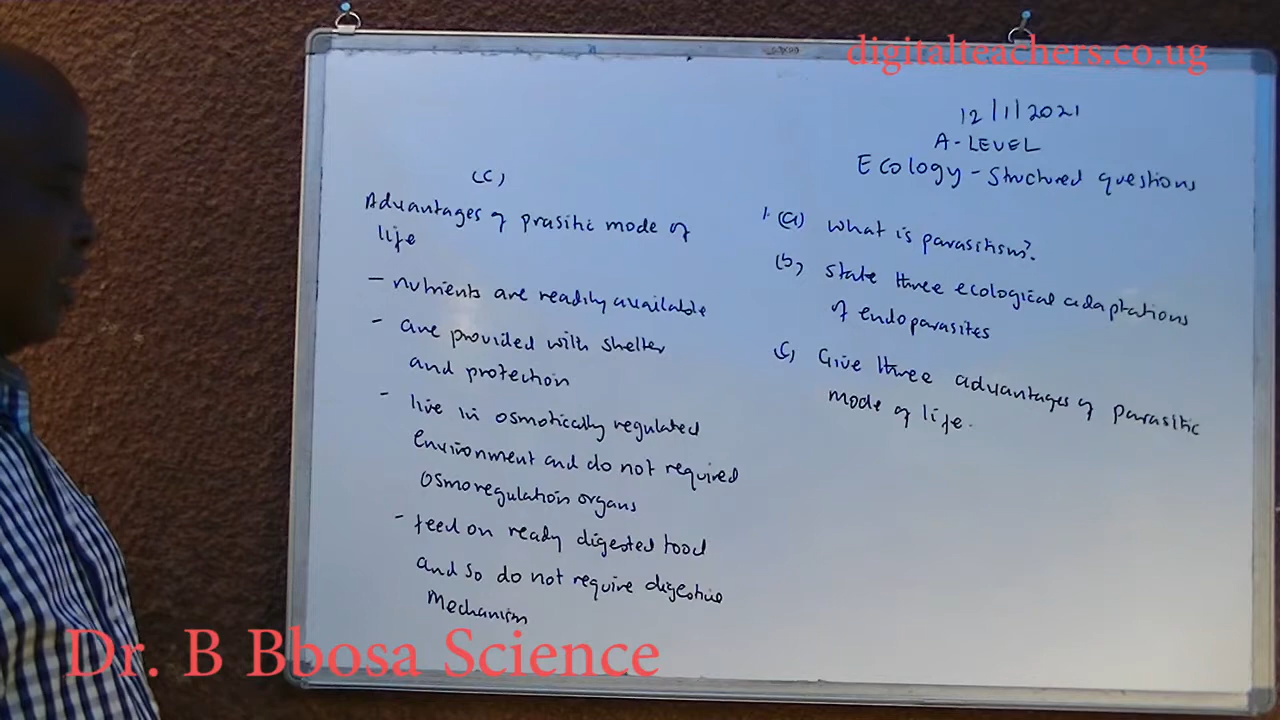 digitalteachers.co.ug
12/1/2021
A-LEVEL
Ecology - Structured questions
1. (a) What is parasitism?
(b) State three ecological adaptations
of endoparasites
(c) Give three advantages of parasitic
mode of life.
(c)
Advantages of prasitic mode of
life
- nutrients are readily available
- are provided with shelter
and protection
- live in osmotically regulated
environment and do not required
osmoregulation organs
- feed on ready digested food
and so do not require digestive
mechanism
Dr. B Bbosa Science